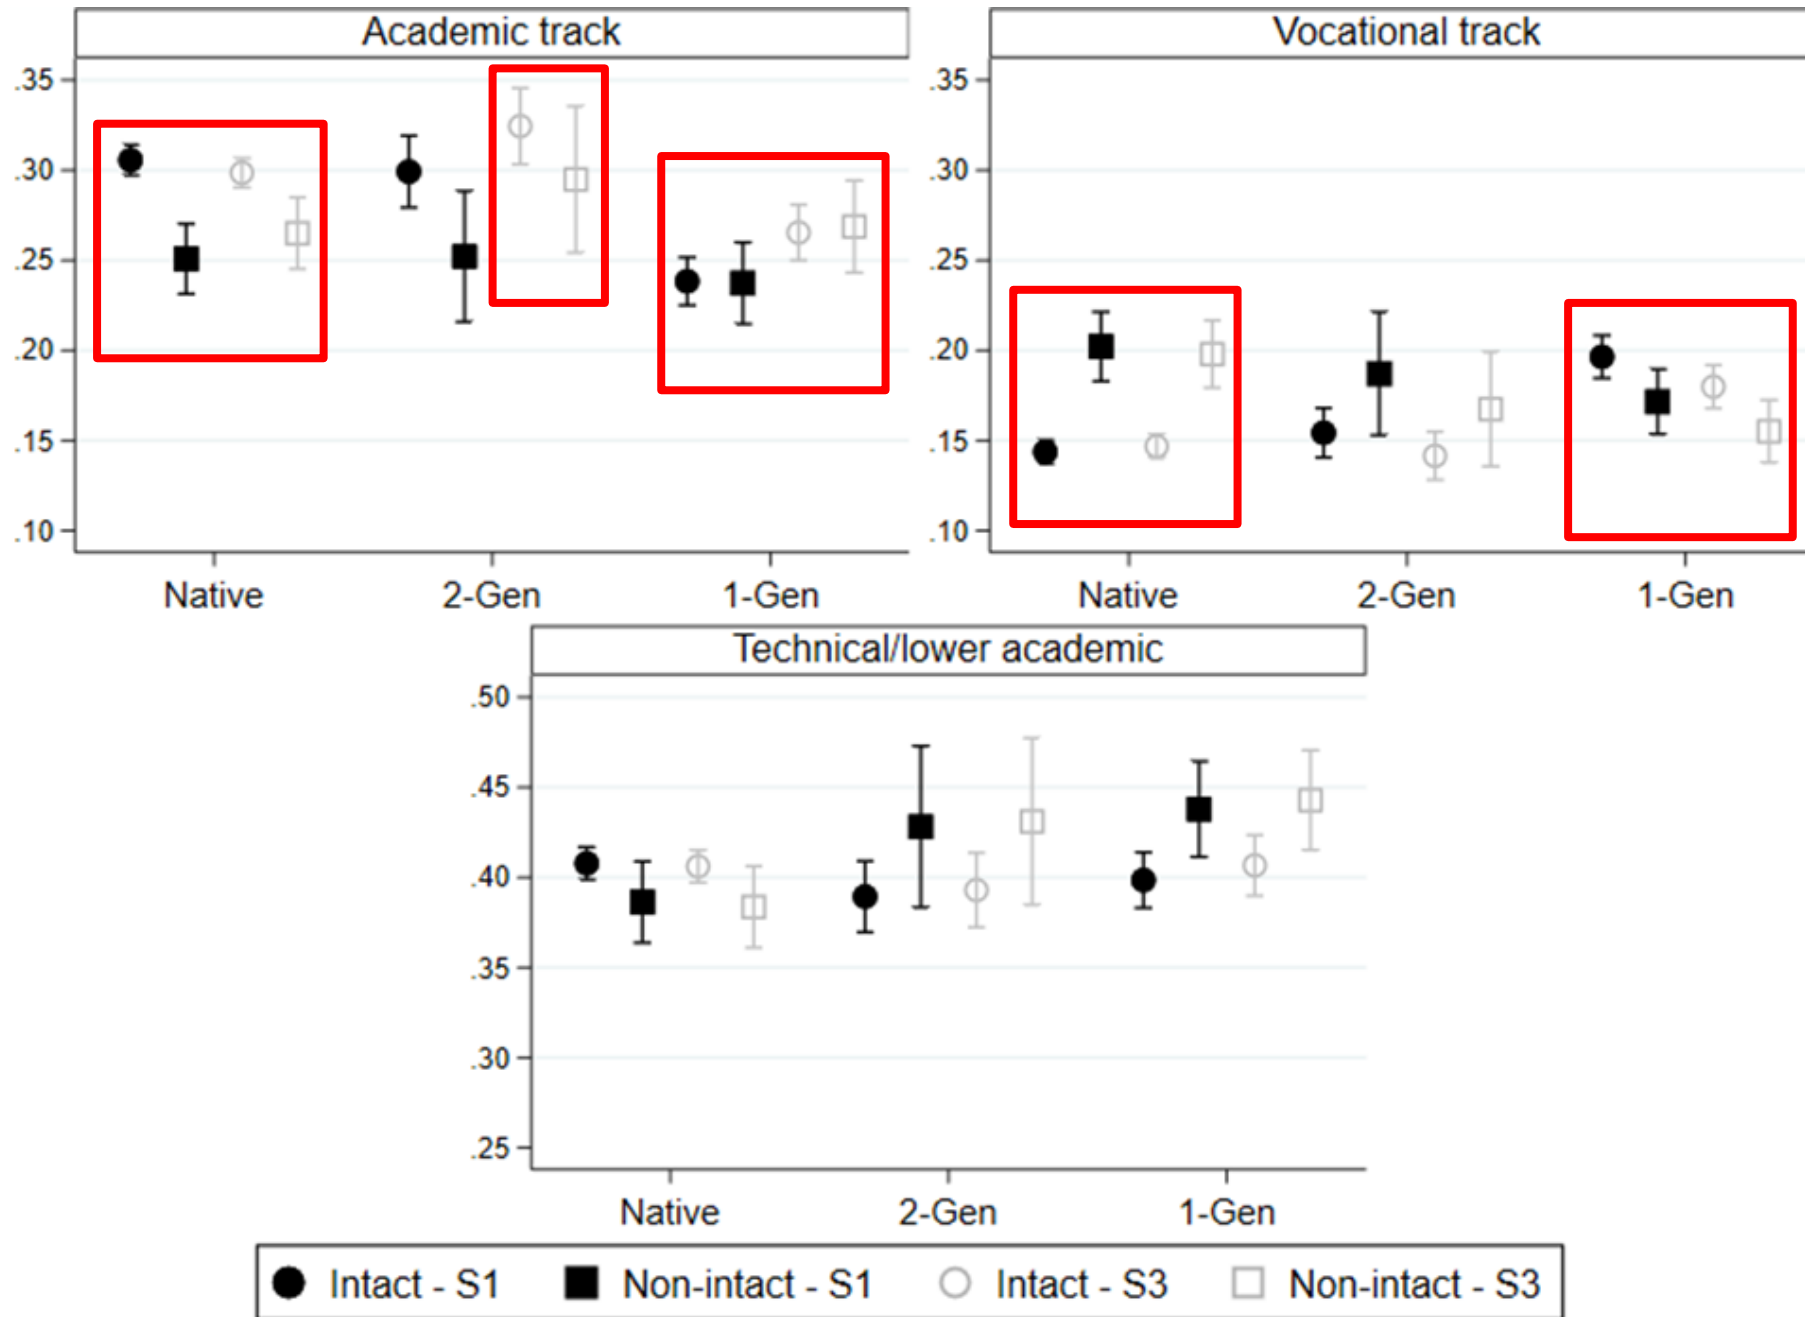 Academic track
.35
.30
.25
.20
.15
.10
Native 2-Gen 1-Gen
Vocational track
.35
.30
.25
.20
.15
.10
Native 2-Gen 1-Gen
Technical/lower academic
.50
.45
.40
.35
.30
.25
Native 2-Gen 1-Gen
Intact - S1 Non-intact - S1 Intact - S3 Non-intact - S3